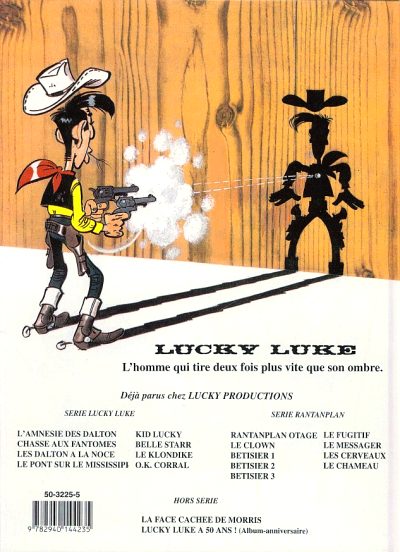 LUCKY LUKE
L'homme qui tire deux fois plus vite que son ombre.
Déjà parus chez LUCKY PRODUCTIONS
SERIE LUCKY LUKE
L'AMNESIE DES DALTON
CHASSE AUX FANTOMES
LES DALTON A LA NOCE
LE PONT SUR LE MISSISSIPI
KID LUCKY
BELLE STARR
LE KLONDIKE
O.K. CORRAL
SERIE RANTANPLAN
RANTANPLAN OTAGE
LE CLOWN
BETISIER 1
BETISIER 2
BETISIER 3
LE FUGITIF
LE MESSAGER
LES CERVEAUX
LE CHAMEAU
HORS SERIE
LA FACE CACHEE DE MORRIS
LUCKY LUKE A 50 ANS ! (Album-anniversaire)
50-3225-5
9 782940 144235